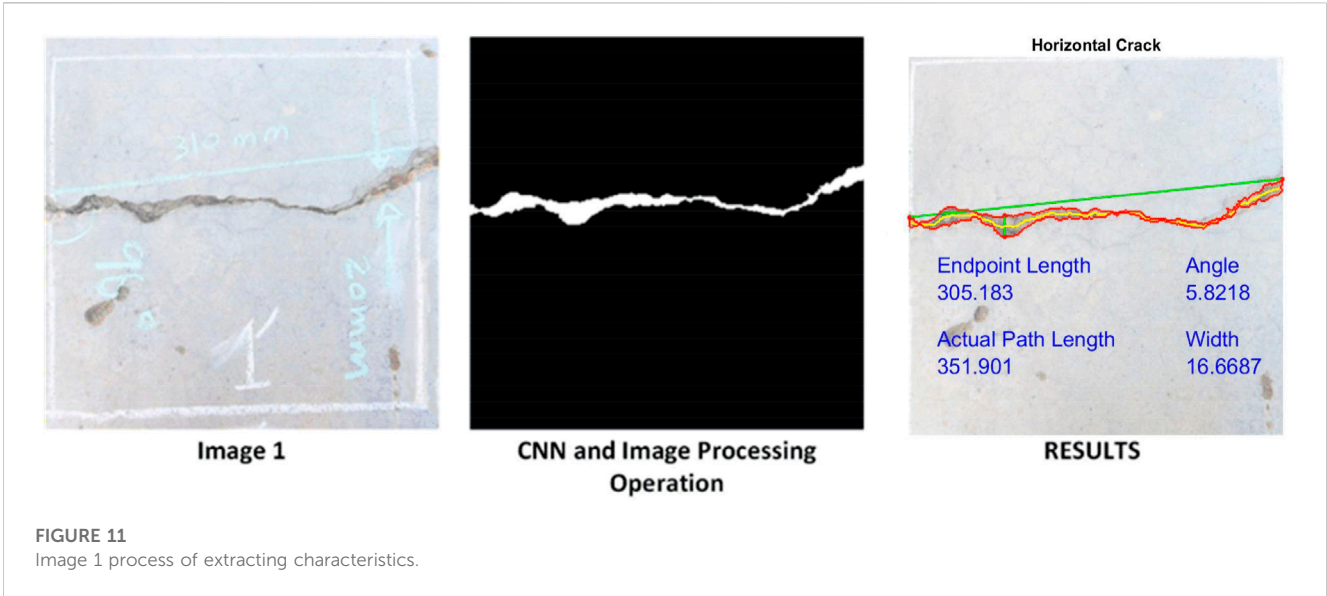 310 mm
96°
20mm
1
Image 1
CNN and Image Processing
Operation
Horizontal Crack
Endpoint Length
305.183
Angle
5.8218
Actual Path Length
351.901
Width
16.6687
RESULTS
FIGURE 11
Image 1 process of extracting characteristics.